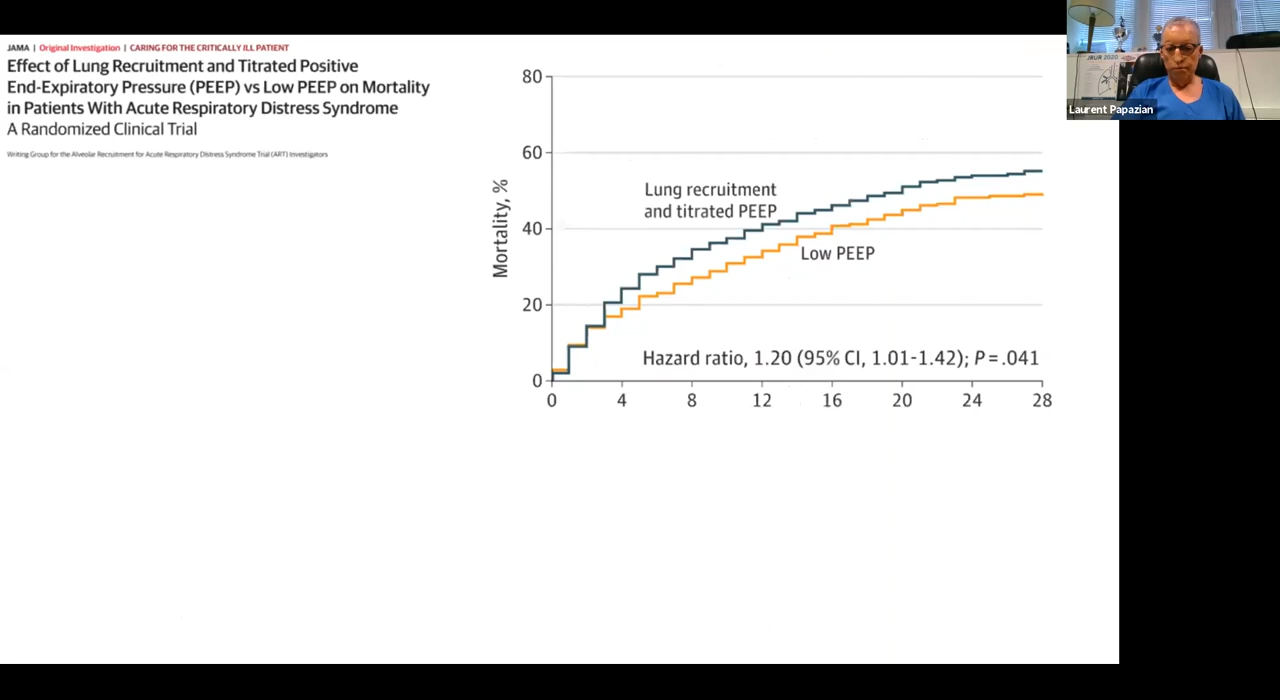 JAMA | Original Investigation | CARING FOR THE CRITICALLY ILL PATIENT
Effect of Lung Recruitment and Titrated Positive
End-Expiratory Pressure (PEEP) vs Low PEEP on Mortality
in Patients With Acute Respiratory Distress Syndrome
A Randomized Clinical Trial
Writing Group for the Alveolar Recruitment for Acute Respiratory Distress Syndrome Trial (ART) Investigators
Mortality, %
80
60
40
20
0
Lung recruitment
and titrated PEEP
Low PEEP
Hazard ratio, 1.20 (95% CI, 1.01-1.42); P = .041
0 4 8 12 16 20 24 28
JRUR 2020
Laurent Papazian